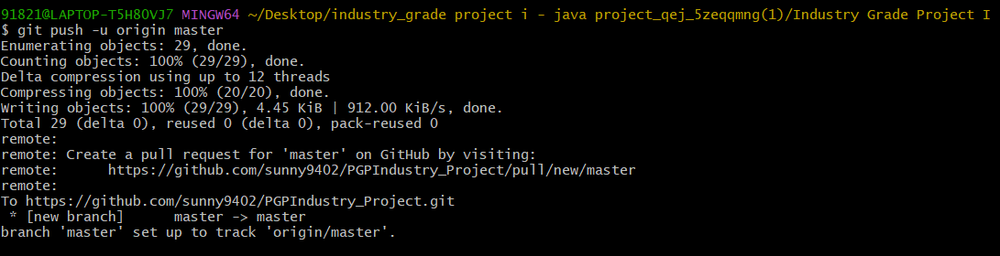 91821@LAPTOP-T5H8OVJ7 MINGW64 ~/Desktop/industry_grade project i - java project_qej_5zeqqmng(1)/Industry Grade Project I
$ git push -u origin master
Enumerating objects: 29, done.
Counting objects: 100% (29/29), done.
Delta compression using up to 12 threads
Compressing objects: 100% (20/20), done.
Writing objects: 100% (29/29), 4.45 KiB | 912.00 KiB/s, done.
Total 29 (delta 0), reused 0 (delta 0), pack-reused 0
remote:
remote: Create a pull request for 'master' on GitHub by visiting:
remote:      https://github.com/sunny9402/PGPIndustry_Project/pull/new/master
remote:
To https://github.com/sunny9402/PGPIndustry_Project.git
 * [new branch]      master -> master
branch 'master' set up to track 'origin/master'.